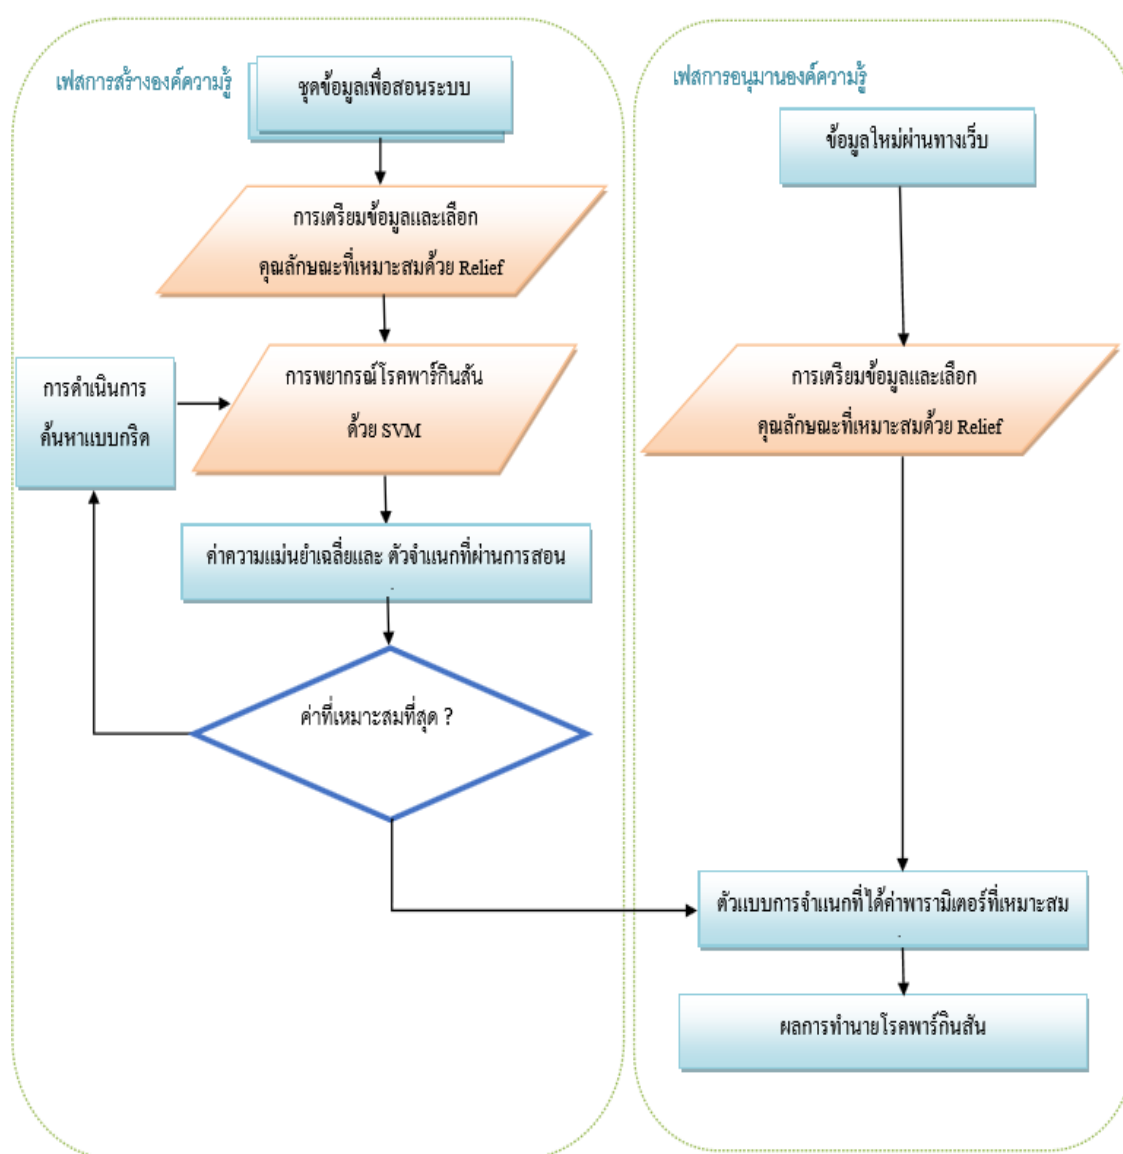 เฟสการสร้างองค์ความรู้
ชุดข้อมูลเพื่อสอนระบบ
การเตรียมข้อมูลและเลือก
คุณลักษณะที่เหมาะสมด้วย Relief
การพยากรณ์โรคพาร์กินสัน
ด้วย SVM
การดำเนินการ
ค้นหาแบบกริด
ค่าความแม่นยำเฉลี่ยและ ตัวจำแนกที่ผ่านการสอน
.
ค่าที่เหมาะสมที่สุด ?
เฟสการอนุมานองค์ความรู้
ข้อมูลใหม่ผ่านทางเว็บ
การเตรียมข้อมูลและเลือก
คุณลักษณะที่เหมาะสมด้วย Relief
ตัวแบบการจำแนกที่ได้ค่าพารามิเตอร์ที่เหมาะสม
.
ผลการทำนายโรคพาร์กินสัน